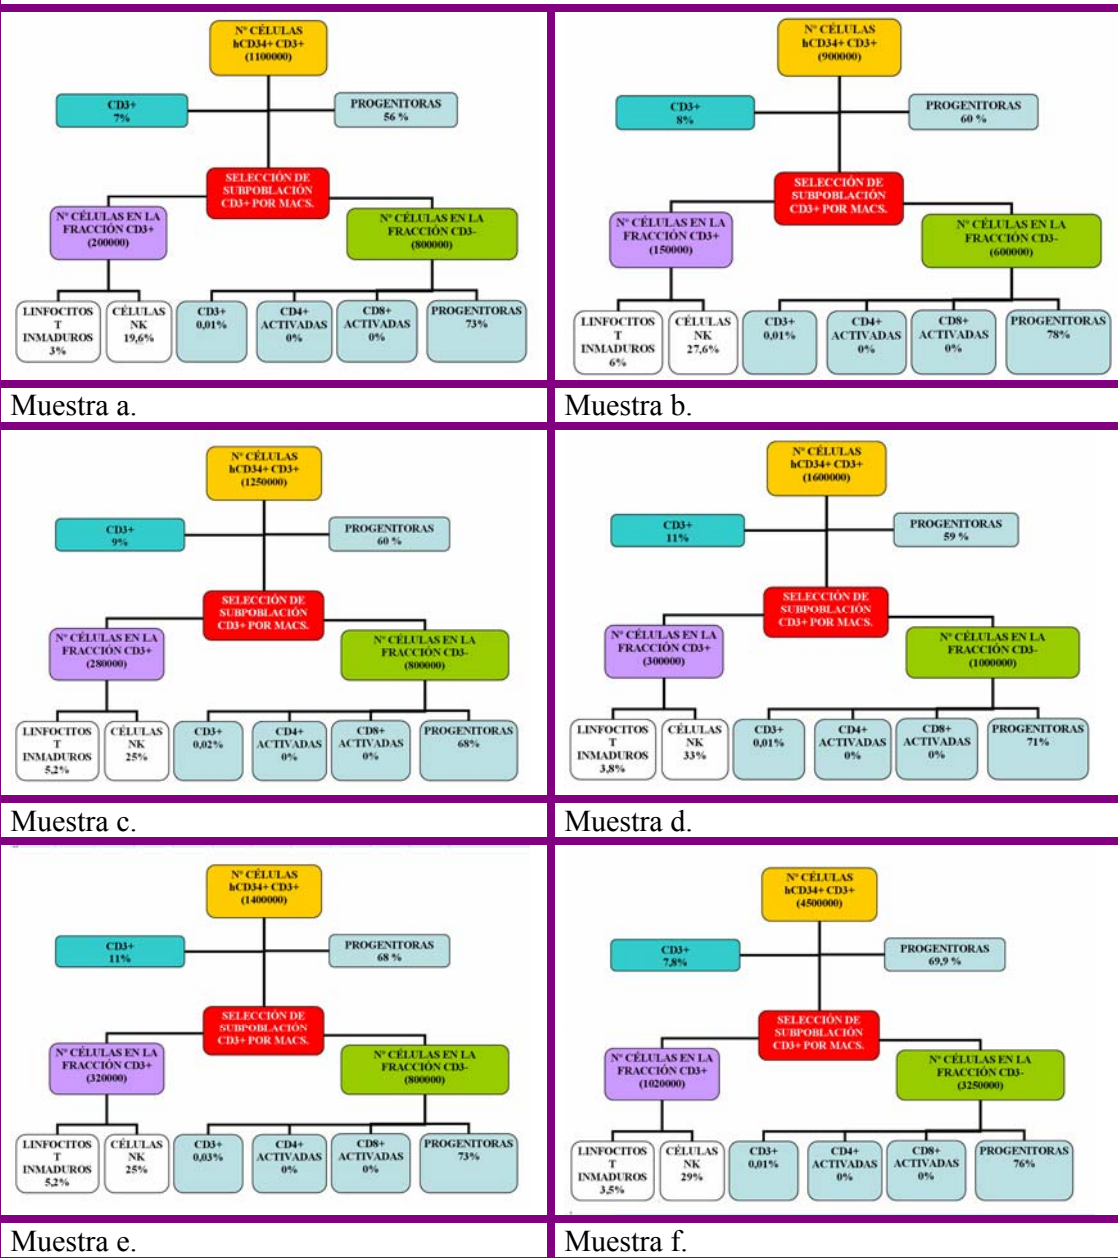 Nº CÉLULAS
hCD34+ CD3+
(1100000)
CD3+
7%
PROGENITORAS
56 %
SELECCIÓN DE
SUBPOBLACIÓN
CD3+ POR MACS.
Nº CÉLULAS EN LA
FRACCIÓN CD3+
(200000)
Nº CÉLULAS EN LA
FRACCIÓN CD3-
(800000)
LINFOCITOS
T
INMADUROS
3%
CÉLULAS
NK
19,6%
CD3+
0,01%
CD4+
ACTIVADAS
0%
CD8+
ACTIVADAS
0%
PROGENITORAS
73%
Muestra a.
Nº CÉLULAS
hCD34+ CD3+
(900000)
CD3+
8%
PROGENITORAS
60 %
SELECCIÓN DE
SUBPOBLACIÓN
CD3+ POR MACS.
Nº CÉLULAS EN LA
FRACCIÓN CD3+
(150000)
Nº CÉLULAS EN LA
FRACCIÓN CD3-
(600000)
LINFOCITOS
T
INMADUROS
6%
CÉLULAS
NK
27,6%
CD3+
0,01%
CD4+
ACTIVADAS
0%
CD8+
ACTIVADAS
0%
PROGENITORAS
78%
Muestra b.
Nº CÉLULAS
hCD34+ CD3+
(1250000)
CD3+
9%
PROGENITORAS
60 %
SELECCIÓN DE
SUBPOBLACIÓN
CD3+ POR MACS.
Nº CÉLULAS EN LA
FRACCIÓN CD3+
(280000)
Nº CÉLULAS EN LA
FRACCIÓN CD3-
(800000)
LINFOCITOS
T
INMADUROS
5,2%
CÉLULAS
NK
25%
CD3+
0,02%
CD4+
ACTIVADAS
0%
CD8+
ACTIVADAS
0%
PROGENITORAS
68%
Muestra c.
Nº CÉLULAS
hCD34+ CD3+
(1600000)
CD3+
11%
PROGENITORAS
59 %
SELECCIÓN DE
SUBPOBLACIÓN
CD3+ POR MACS.
Nº CÉLULAS EN LA
FRACCIÓN CD3+
(300000)
Nº CÉLULAS EN LA
FRACCIÓN CD3-
(1000000)
LINFOCITOS
T
INMADUROS
3,8%
CÉLULAS
NK
33%
CD3+
0,01%
CD4+
ACTIVADAS
0%
CD8+
ACTIVADAS
0%
PROGENITORAS
71%
Muestra d.
Nº CÉLULAS
hCD34+ CD3+
(1400000)
CD3+
11%
PROGENITORAS
68 %
SELECCIÓN DE
SUBPOBLACIÓN
CD3+ POR MACS.
Nº CÉLULAS EN LA
FRACCIÓN CD3+
(320000)
Nº CÉLULAS EN LA
FRACCIÓN CD3-
(800000)
LINFOCITOS
T
INMADUROS
5,2%
CÉLULAS
NK
25%
CD3+
0,03%
CD4+
ACTIVADAS
0%
CD8+
ACTIVADAS
0%
PROGENITORAS
73%
Muestra e.
Nº CÉLULAS
hCD34+ CD3+
(4500000)
CD3+
7,8%
PROGENITORAS
69,9 %
SELECCIÓN DE
SUBPOBLACIÓN
CD3+ POR MACS.
Nº CÉLULAS EN LA
FRACCIÓN CD3+
(1020000)
Nº CÉLULAS EN LA
FRACCIÓN CD3-
(3250000)
LINFOCITOS
T
INMADUROS
3,5%
CÉLULAS
NK
29%
CD3+
0,01%
CD4+
ACTIVADAS
0%
CD8+
ACTIVADAS
0%
PROGENITORAS
76%
Muestra f.